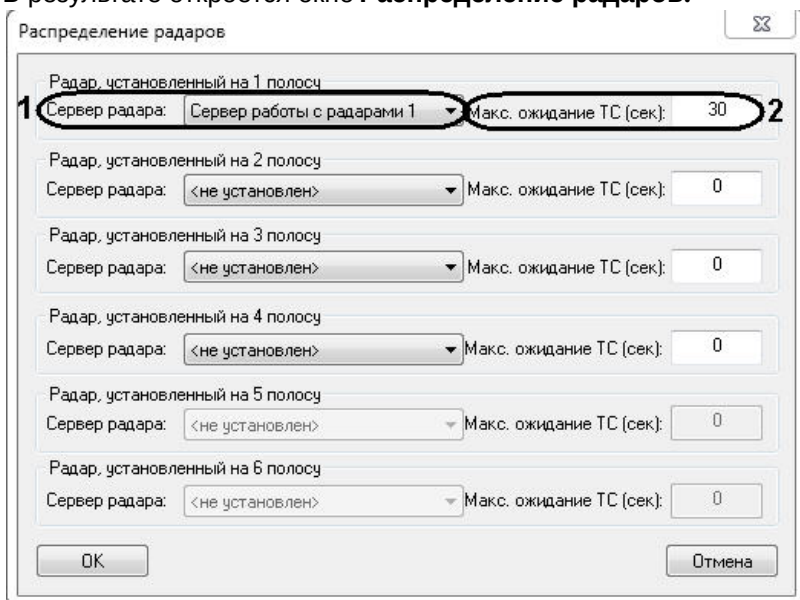 В результате откроется окно Распределение радаров.
Распределение радаров
Радар, установленный на 1 полосу
1 Сервер радара: Сервер работы с радарами 1 Макс. ожидание ТС (сек): 30 2
Радар, установленный на 2 полосу
Сервер радара: <не установлен> Макс. ожидание ТС (сек): 0
Радар, установленный на 3 полосу
Сервер радара: <не установлен> Макс. ожидание ТС (сек): 0
Радар, установленный на 4 полосу
Сервер радара: <не установлен> Макс. ожидание ТС (сек): 0
Радар, установленный на 5 полосу
Сервер радара: <не установлен> Макс. ожидание ТС (сек): 0
Радар, установленный на 6 полосу
Сервер радара: <не установлен> Макс. ожидание ТС (сек): 0
OK Отмена